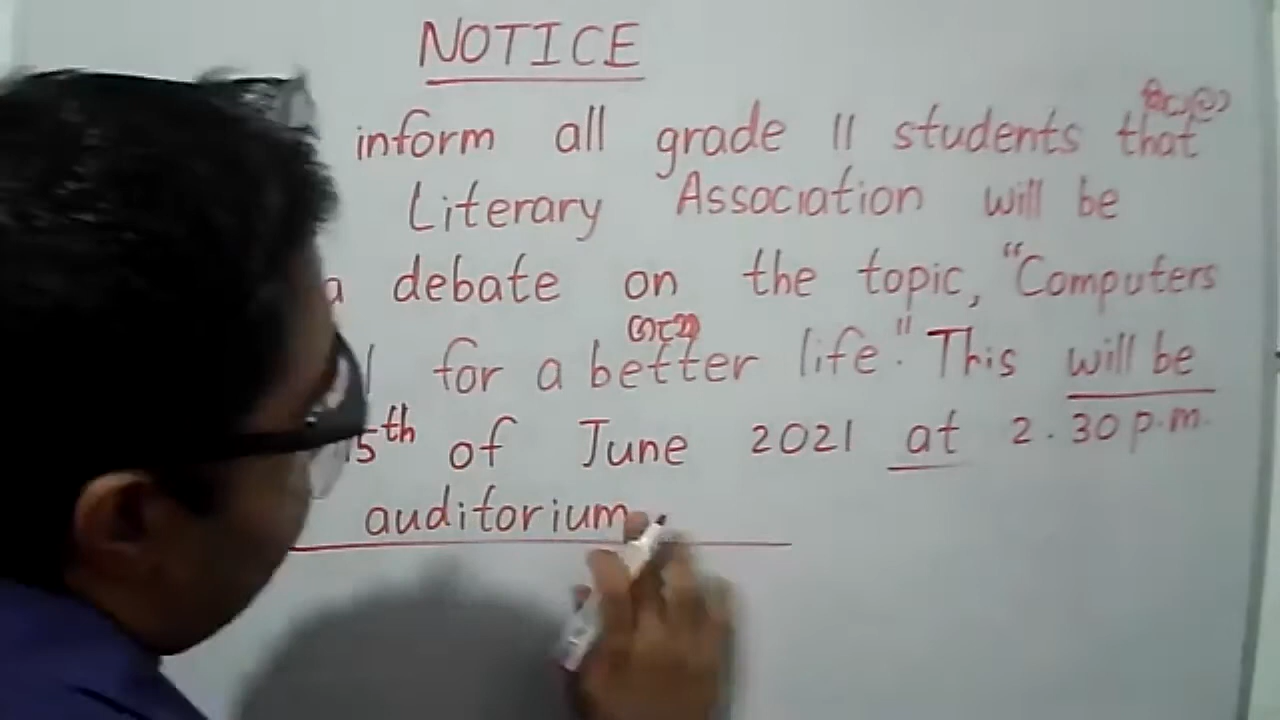 NOTICE
inform all grade 11 students that
Literary Association will be
a debate on the topic, "Computers
for a better life". This will be
15th of June 2021 at 2.30 p.m.
auditorium